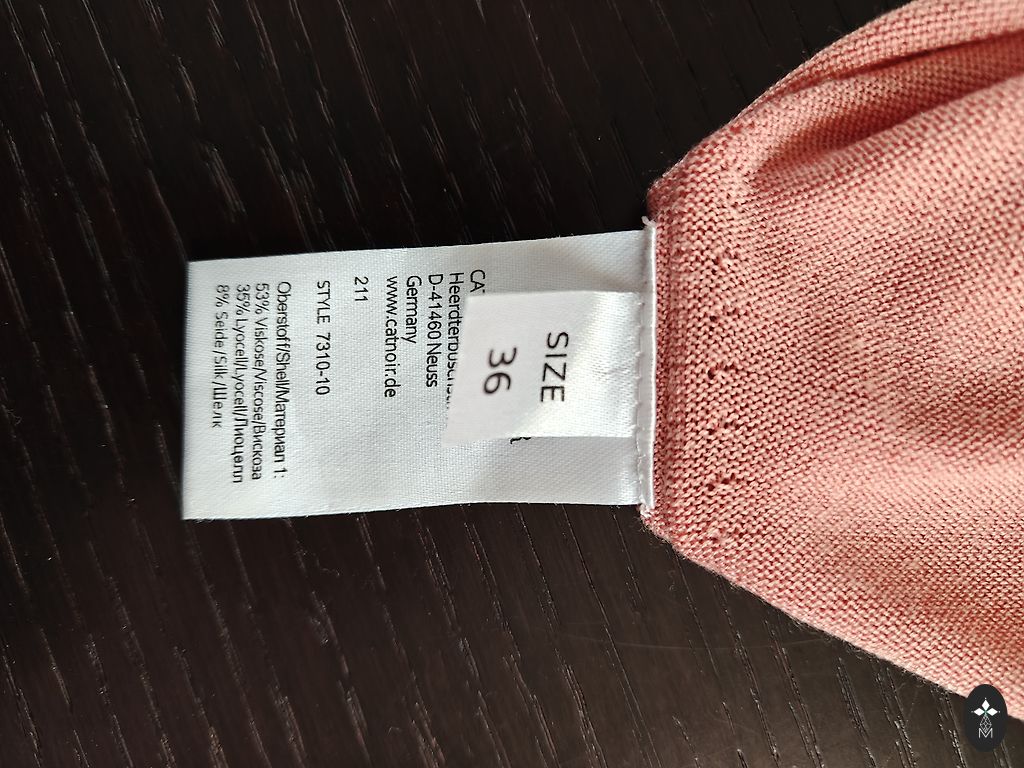 SIZE
36
Heerdterbuschstr
D-41460 Neuss
Germany
www.catnoir.de
211
STYLE 7310-10
Oberstoff/Shell/Материал 1:
53% Viskose/Viscose/Вискоза
35% Lyocell/Lyocell/Лиоцелл
8% Seide /Silk /Шелк